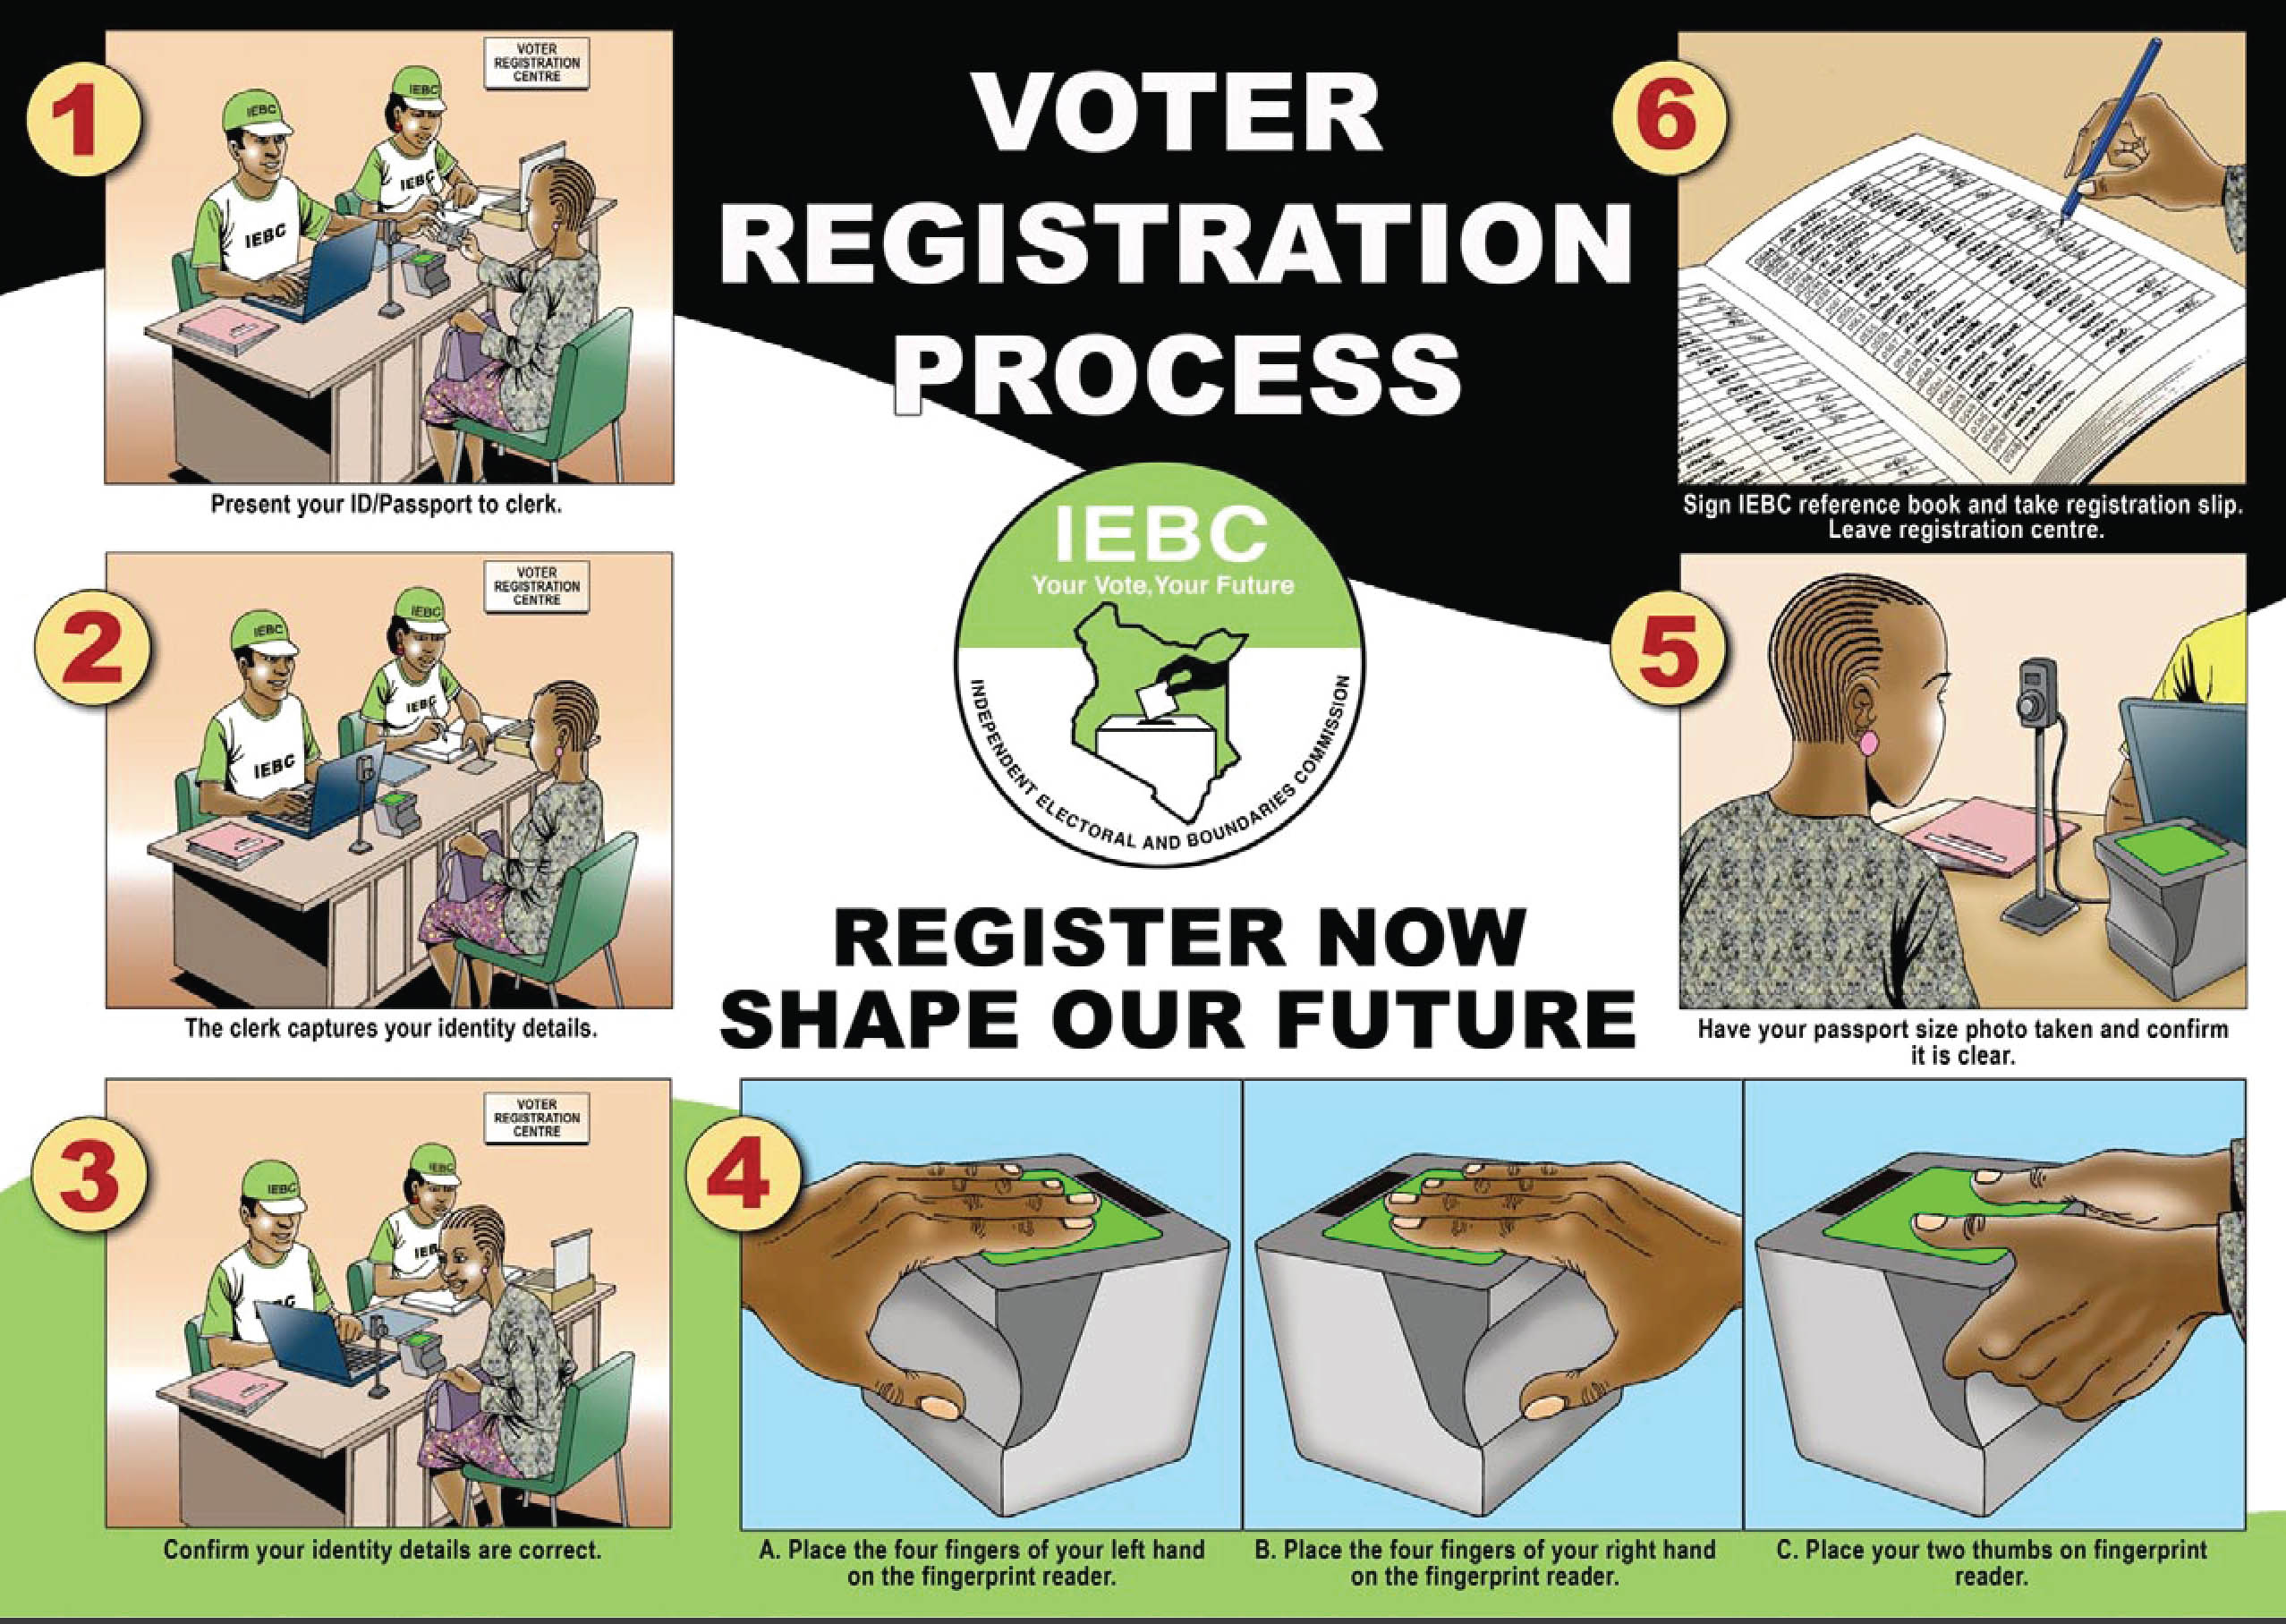 VOTER
REGISTRATION
PROCESS
1
VOTER
REGISTRATION
CENTRE
IEBC
IEBC
IEBC
IEBC
Present your ID/Passport to clerk.
2
VOTER
REGISTRATION
CENTRE
IEBC
IEBC
IEBC
IEBC
The clerk captures your identity details.
3
VOTER
REGISTRATION
CENTRE
IEBC
IEBC
IEB
Confirm your identity details are correct.
4
A. Place the four fingers of your left hand
on the fingerprint reader.
B. Place the four fingers of your right hand
on the fingerprint reader.
C. Place your two thumbs on fingerprint
reader.
5
Have your passport size photo taken and confirm
it is clear.
6
Sign IEBC reference book and take registration slip.
Leave registration centre.
IEBC
Your Vote,Your Future
INDEPENDENT ELECTORAL AND BOUNDARIES COMMISSION
REGISTER NOW
SHAPE OUR FUTURE